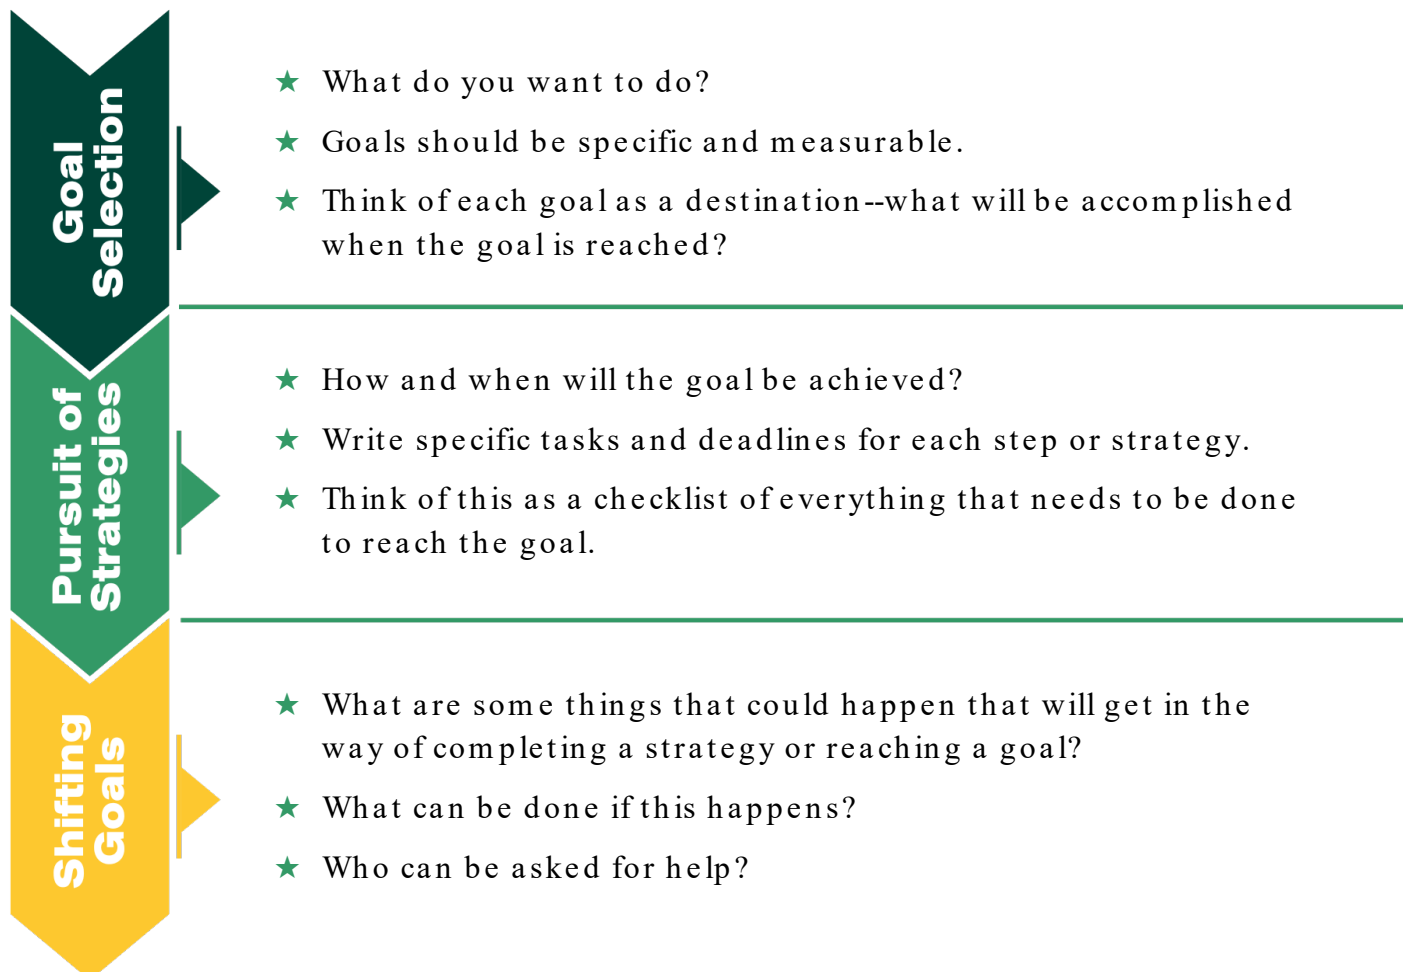 Goal
Selection
★ What do you want to do?
★ Goals should be specific and measurable.
★ Think of each goal as a destination--what will be accomplished
when the goal is reached?
Pursuit of
Strategies
★ How and when will the goal be achieved?
★ Write specific tasks and deadlines for each step or strategy.
★ Think of this as a checklist of everything that needs to be done
to reach the goal.
Shifting
Goals
★ What are some things that could happen that will get in the
way of completing a strategy or reaching a goal?
★ What can be done if this happens?
★ Who can be asked for help?